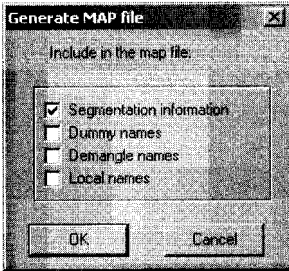 Generate MAP file
Include in the map file:
Segmentation information
Dummy names
Demangle names
Local names
OK
Cancel